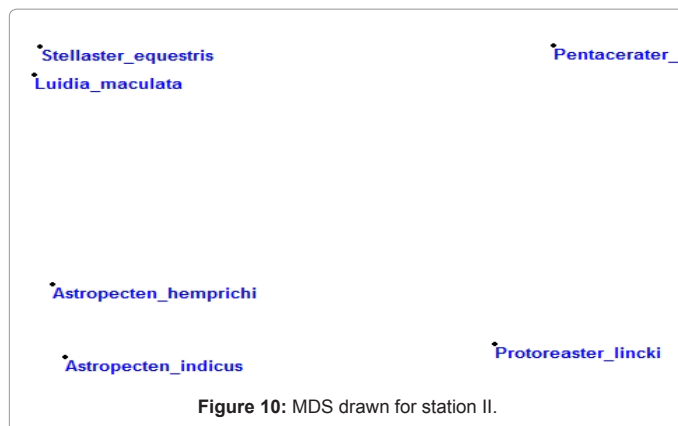 Stellaster_equestris
Pentacerater_
Luidia_maculata
Astropecten_hemprichi
Protoreaster_lincki
Astropecten_indicus
Figure 10: MDS drawn for station II.